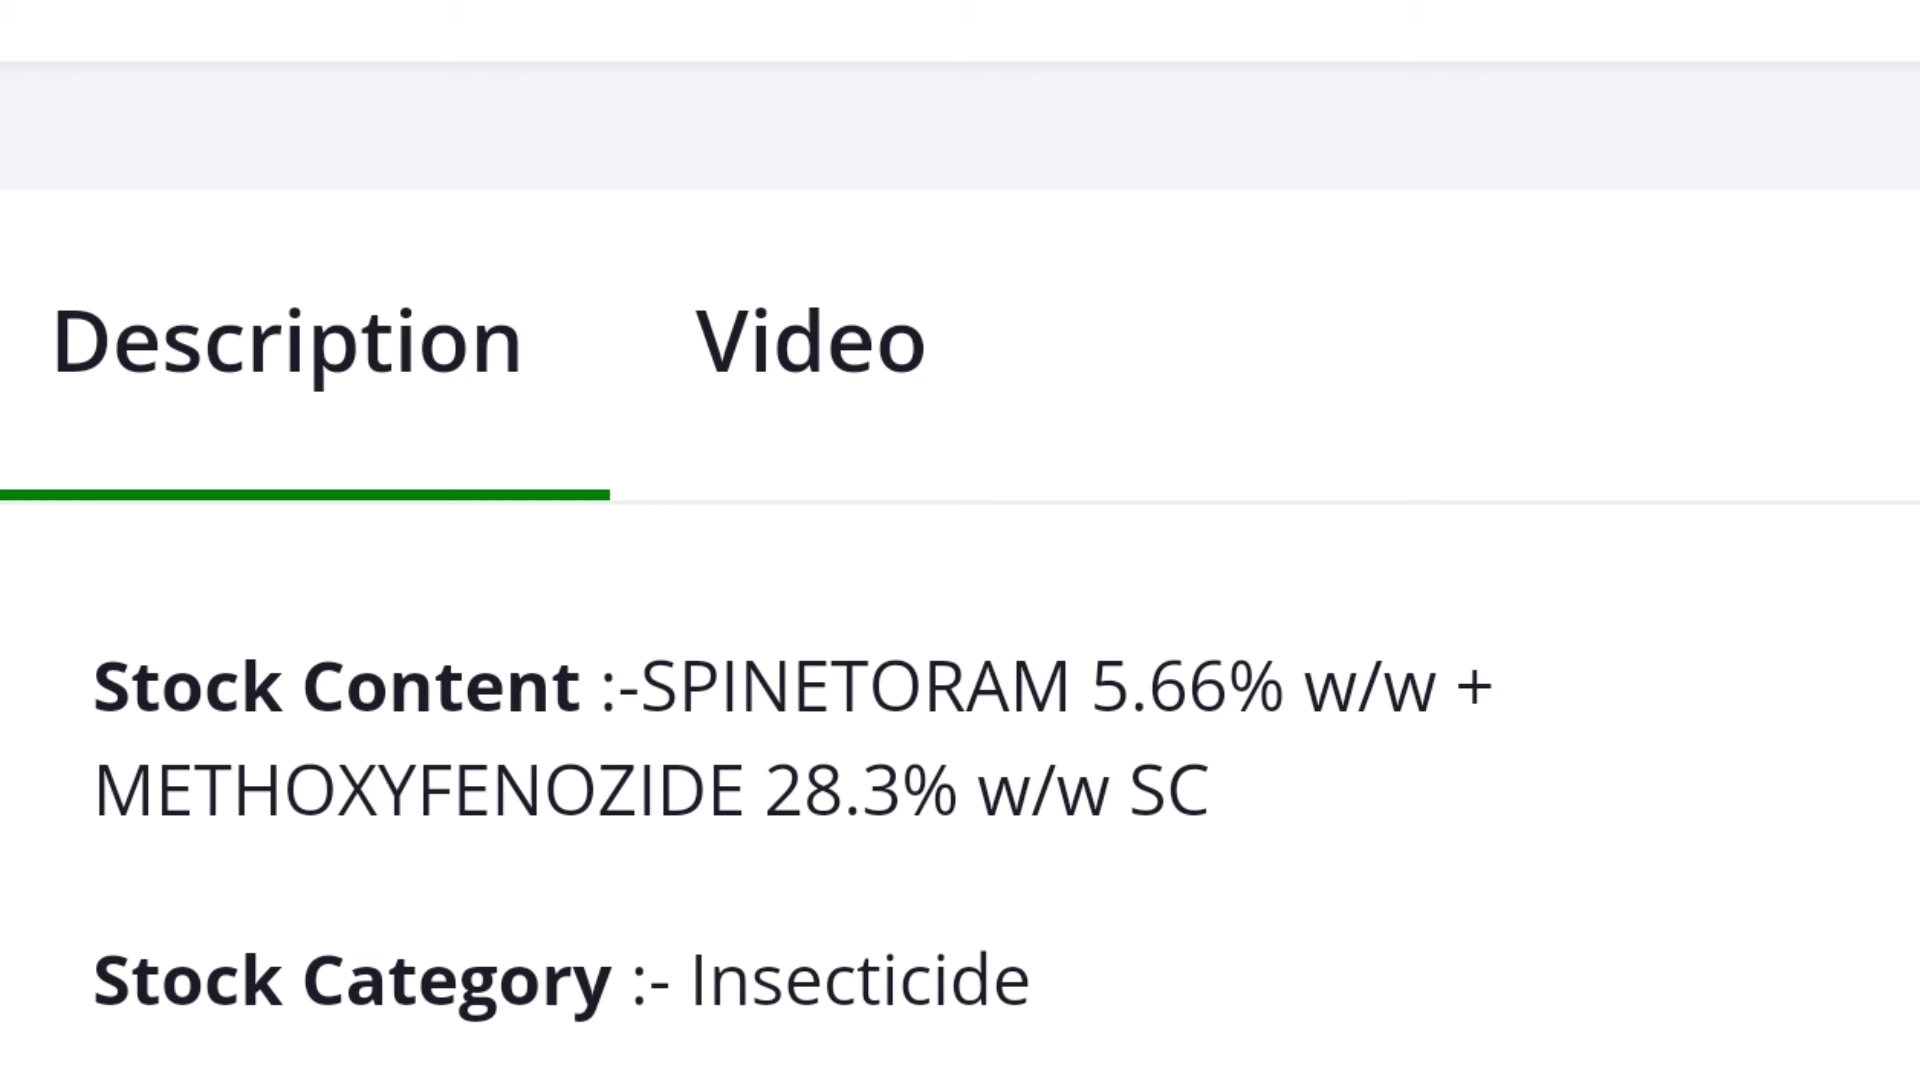 Description Video
Stock Content :-SPINETORAM 5.66% w/w +
METHOXYFENOZIDE 28.3% w/w SC
Stock Category :- Insecticide